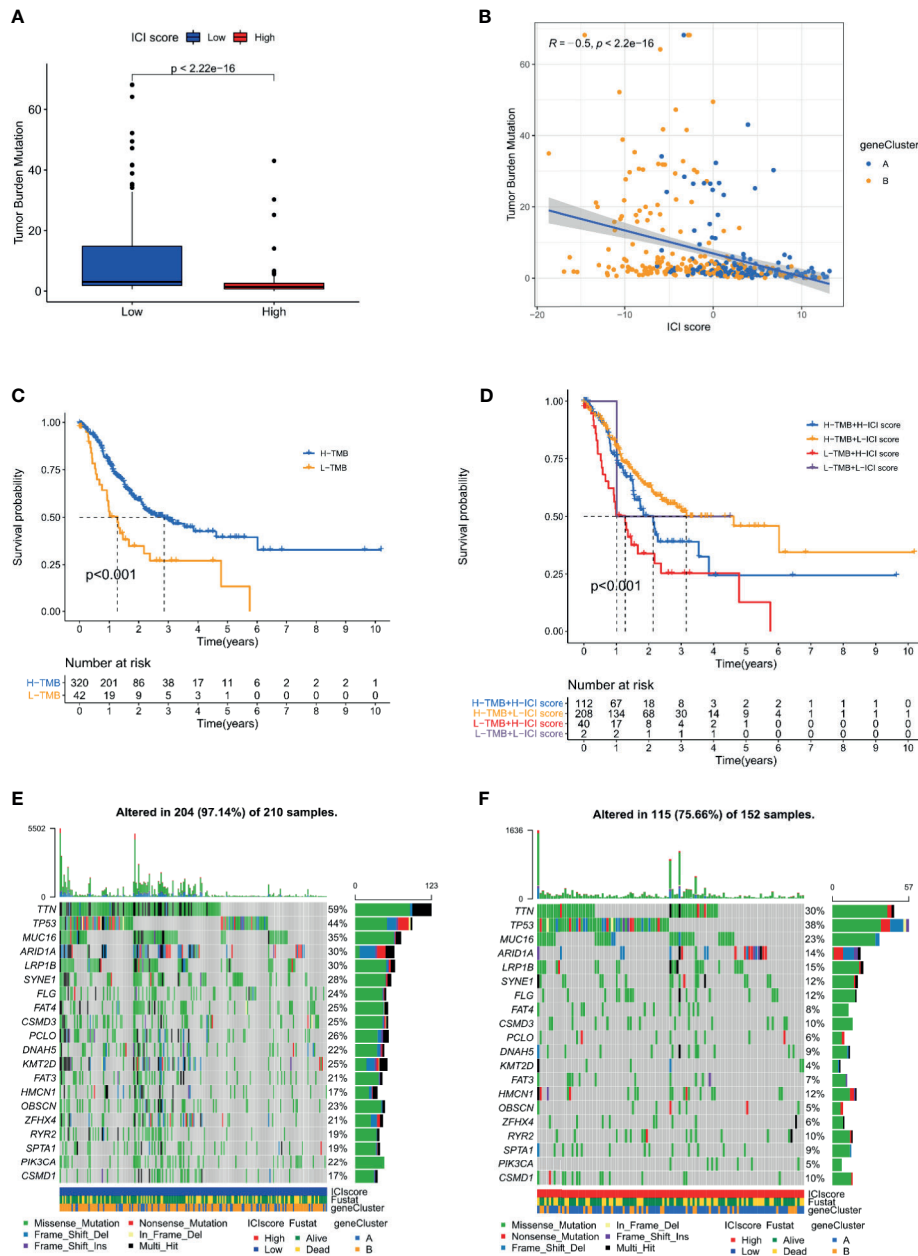 A
ICI score Low High
p < 2.22e−16
Tumor Burden Mutation
60
40
20
0
Low High
B
R = −0.5, p < 2.2e−16
Tumor Burden Mutation
60
40
20
0
−20 −10 0 10
ICI score
geneCluster
A
B
C
Survival probability
1.00
0.75
0.50
0.25
0.00
H−TMB
L−TMB
p<0.001
0 1 2 3 4 5 6 7 8 9 10
Time(years)
Number at risk
H−TMB 320 201 86 38 17 11 6 2 2 2 1
L−TMB 42 19 9 5 3 1 0 0 0 0 0
0 1 2 3 4 5 6 7 8 9 10
Time(years)
D
Survival probability
1.00
0.75
0.50
0.25
0.00
H−TMB+H−ICI score
H−TMB+L−ICI score
L−TMB+H−ICI score
L−TMB+L−ICI score
p<0.001
0 1 2 3 4 5 6 7 8 9 10
Time(years)
Number at risk
H−TMB+H−ICI score 112 67 18 8 3 2 2 1 1 1 0
H−TMB+L−ICI score 208 134 68 30 14 9 4 1 1 1 1
L−TMB+H−ICI score 40 17 8 4 2 1 0 0 0 0 0
L−TMB+L−ICI score 2 2 1 1 1 0 0 0 0 0 0
0 1 2 3 4 5 6 7 8 9 10
Time(years)
E
Altered in 204 (97.14%) of 210 samples.
5502
0
0 123
TTN 59%
TP53 44%
MUC16 35%
ARID1A 30%
LRP1B 30%
SYNE1 28%
FLG 24%
FAT4 25%
CSMD3 25%
PCLO 26%
DNAH5 22%
KMT2D 25%
FAT3 21%
HMCN1 17%
OBSCN 23%
ZFHX4 21%
RYR2 19%
SPTA1 19%
PIK3CA 22%
CSMD1 17%
ICIscore
Fustat
geneCluster
Missense_Mutation Nonsense_Mutation ICIscore Fustat geneCluster
Frame_Shift_Del In_Frame_Del High Alive A
Frame_Shift_Ins Multi_Hit Low Dead B
F
Altered in 115 (75.66%) of 152 samples.
1636
0
0 57
TTN 30%
TP53 38%
MUC16 23%
ARID1A 14%
LRP1B 15%
SYNE1 12%
FLG 12%
FAT4 8%
CSMD3 10%
PCLO 6%
DNAH5 9%
KMT2D 4%
FAT3 7%
HMCN1 12%
OBSCN 5%
ZFHX4 6%
RYR2 10%
SPTA1 9%
PIK3CA 5%
CSMD1 10%
ICIscore
Fustat
geneCluster
Missense_Mutation In_Frame_Del ICIscore Fustat geneCluster
Nonsense_Mutation Frame_Shift_Ins High Alive A
Frame_Shift_Del Multi_Hit Low Dead B